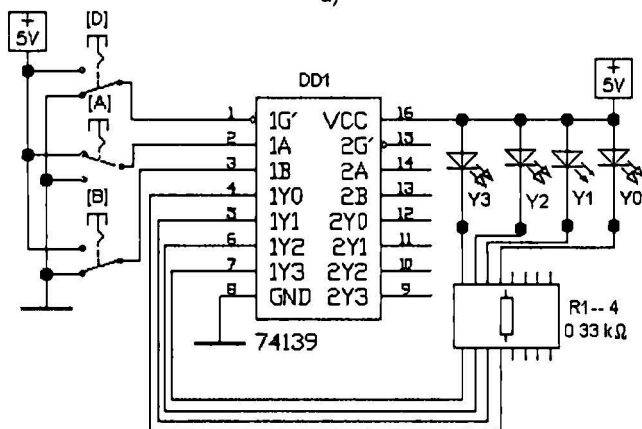 a)
+
5V
[D]
[A]
[B]
DD1
+
5V
1 1G' VCC 16
2 1A 2G' 15
3 1B 2A 14
4 1Y0 2B 13
5 1Y1 2Y0 12
6 1Y2 2Y1 11
7 1Y3 2Y2 10
8 GND 2Y3 9
74139
Y3 Y2 Y1 Y0
R1-- 4
0 33 kΩ